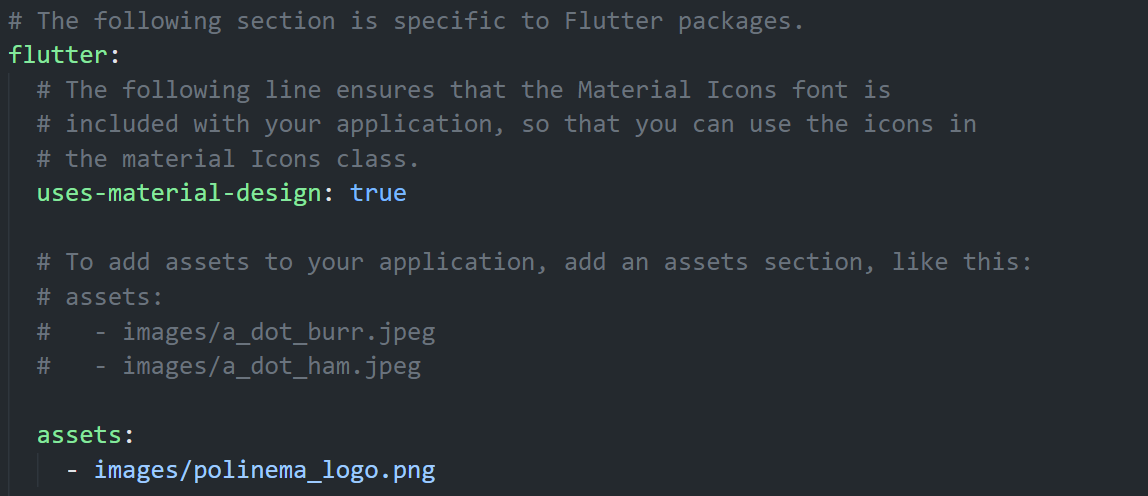 # The following section is specific to Flutter packages.
flutter:
  # The following line ensures that the Material Icons font is
  # included with your application, so that you can use the icons in
  # the material Icons class.
  uses-material-design: true

  # To add assets to your application, add an assets section, like this:
  # assets:
  #   - images/a_dot_burr.jpeg
  #   - images/a_dot_ham.jpeg

  assets:
    - images/polinema_logo.png